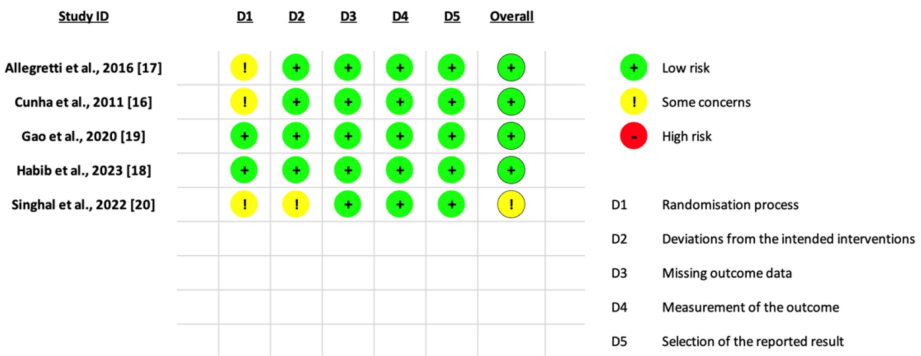 Study ID D1 D2 D3 D4 D5 Overall
Allegretti et al., 2016 [17] ! + + + + +
Cunha et al., 2011 [16] ! + + + + +
Gao et al., 2020 [19] + + + + + +
Habib et al., 2023 [18] + + + + + +
Singhal et al., 2022 [20] ! ! + + + !
+ Low risk
! Some concerns
- High risk
D1 Randomisation process
D2 Deviations from the intended interventions
D3 Missing outcome data
D4 Measurement of the outcome
D5 Selection of the reported result